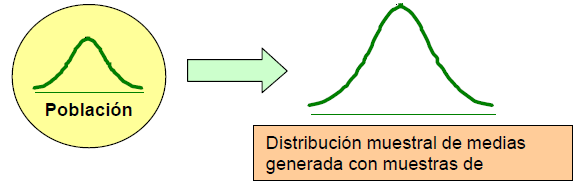 Población
Distribución muestral de medias
generada con muestras de